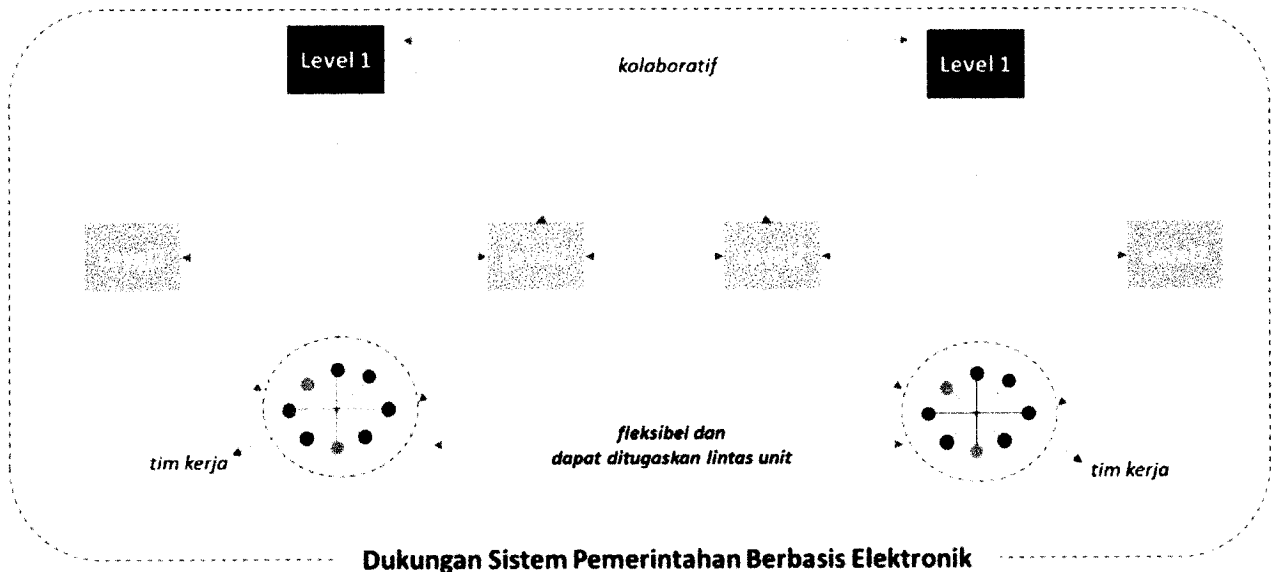 Level 1
kolaboratif
Level 1
tim kerja
fleksibel dan
dapat ditugaskan lintas unit
tim kerja
Dukungan Sistem Pemerintahan Berbasis Elektronik